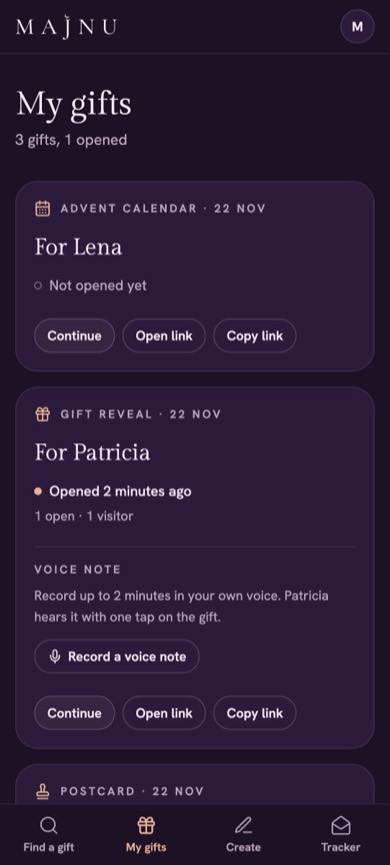 MAJNU
M
My gifts
3 gifts, 1 opened
ADVENT CALENDAR · 22 NOV
For Lena
Not opened yet
Continue Open link Copy link
GIFT REVEAL · 22 NOV
For Patricia
Opened 2 minutes ago
1 open · 1 visitor
VOICE NOTE
Record up to 2 minutes in your own voice. Patricia
hears it with one tap on the gift.
Record a voice note
Continue Open link Copy link
POSTCARD · 22 NOV
Find a gift My gifts Create Tracker